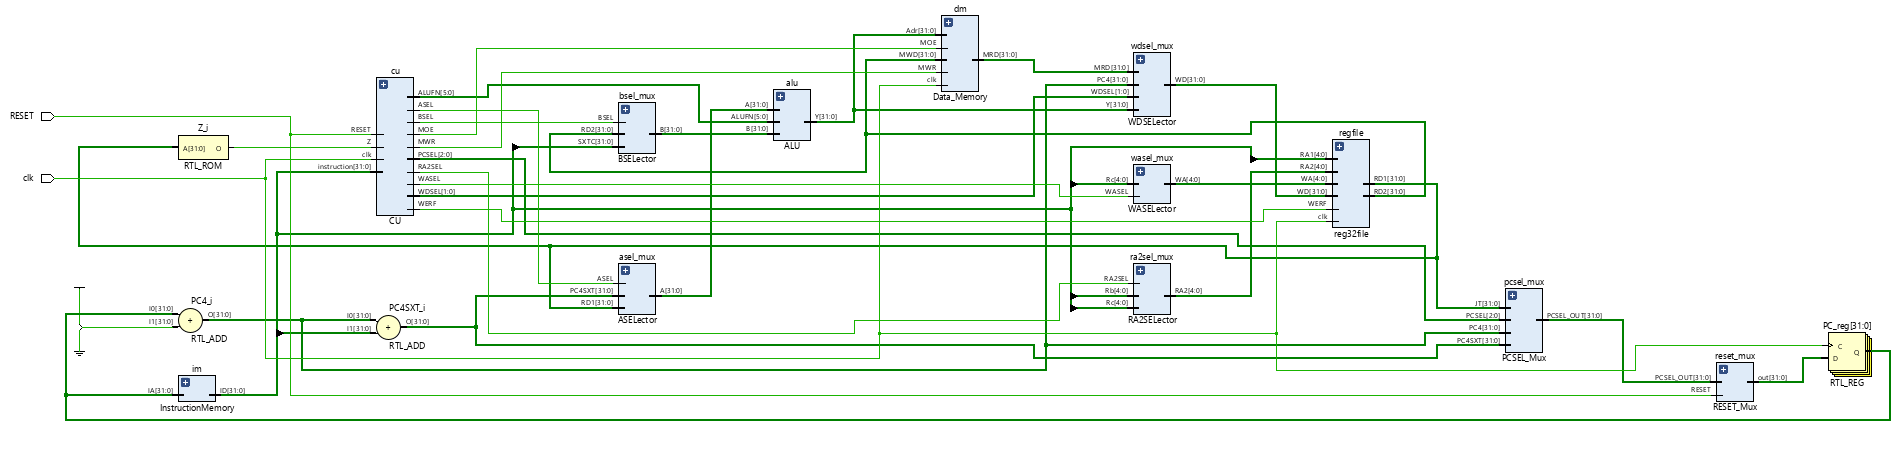 RESET
clk
Z_i
A[31:0]
O
RTL_ROM
PC4_i
I0[31:0]
I1[31:0]
O[31:0]
RTL_ADD
im
IA[31:0]
ID[31:0]
InstructionMemory
cu
RESET
Z
clk
instruction[31:0]
ALUFN[5:0]
ASEL
BSEL
MOE
MWR
PCSEL[2:0]
RA2SEL
WASEL
WDSEL[1:0]
WERF
CU
PC4SXT_i
I0[31:0]
I1[31:0]
O[31:0]
RTL_ADD
bsel_mux
BSEL
RD2[31:0]
SXTC[31:0]
B[31:0]
BSELector
asel_mux
ASEL
PC4SXT[31:0]
RD1[31:0]
A[31:0]
ASELector
alu
A[31:0]
ALUFN[5:0]
B[31:0]
Y[31:0]
ALU
dm
Adr[31:0]
MOE
MWD[31:0]
MWR
clk
MRD[31:0]
Data_Memory
wdsel_mux
MRD[31:0]
PC4[31:0]
WDSEL[1:0]
Y[31:0]
WD[31:0]
WDSELector
wasel_mux
Rc[4:0]
WASEL
WA[4:0]
WASELector
ra2sel_mux
RA2SEL
Rb[4:0]
Rc[4:0]
RA2[4:0]
RA2SELector
regfile
RA1[4:0]
RA2[4:0]
WA[4:0]
WD[31:0]
WERF
clk
RD1[31:0]
RD2[31:0]
reg32file
pcsel_mux
JT[31:0]
PCSEL[2:0]
PC4[31:0]
PC4SXT[31:0]
PCSEL_OUT[31:0]
PCSEL_Mux
reset_mux
PCSEL_OUT[31:0]
RESET
out[31:0]
RESET_Mux
PC_reg[31:0]
C
D
Q
RTL_REG